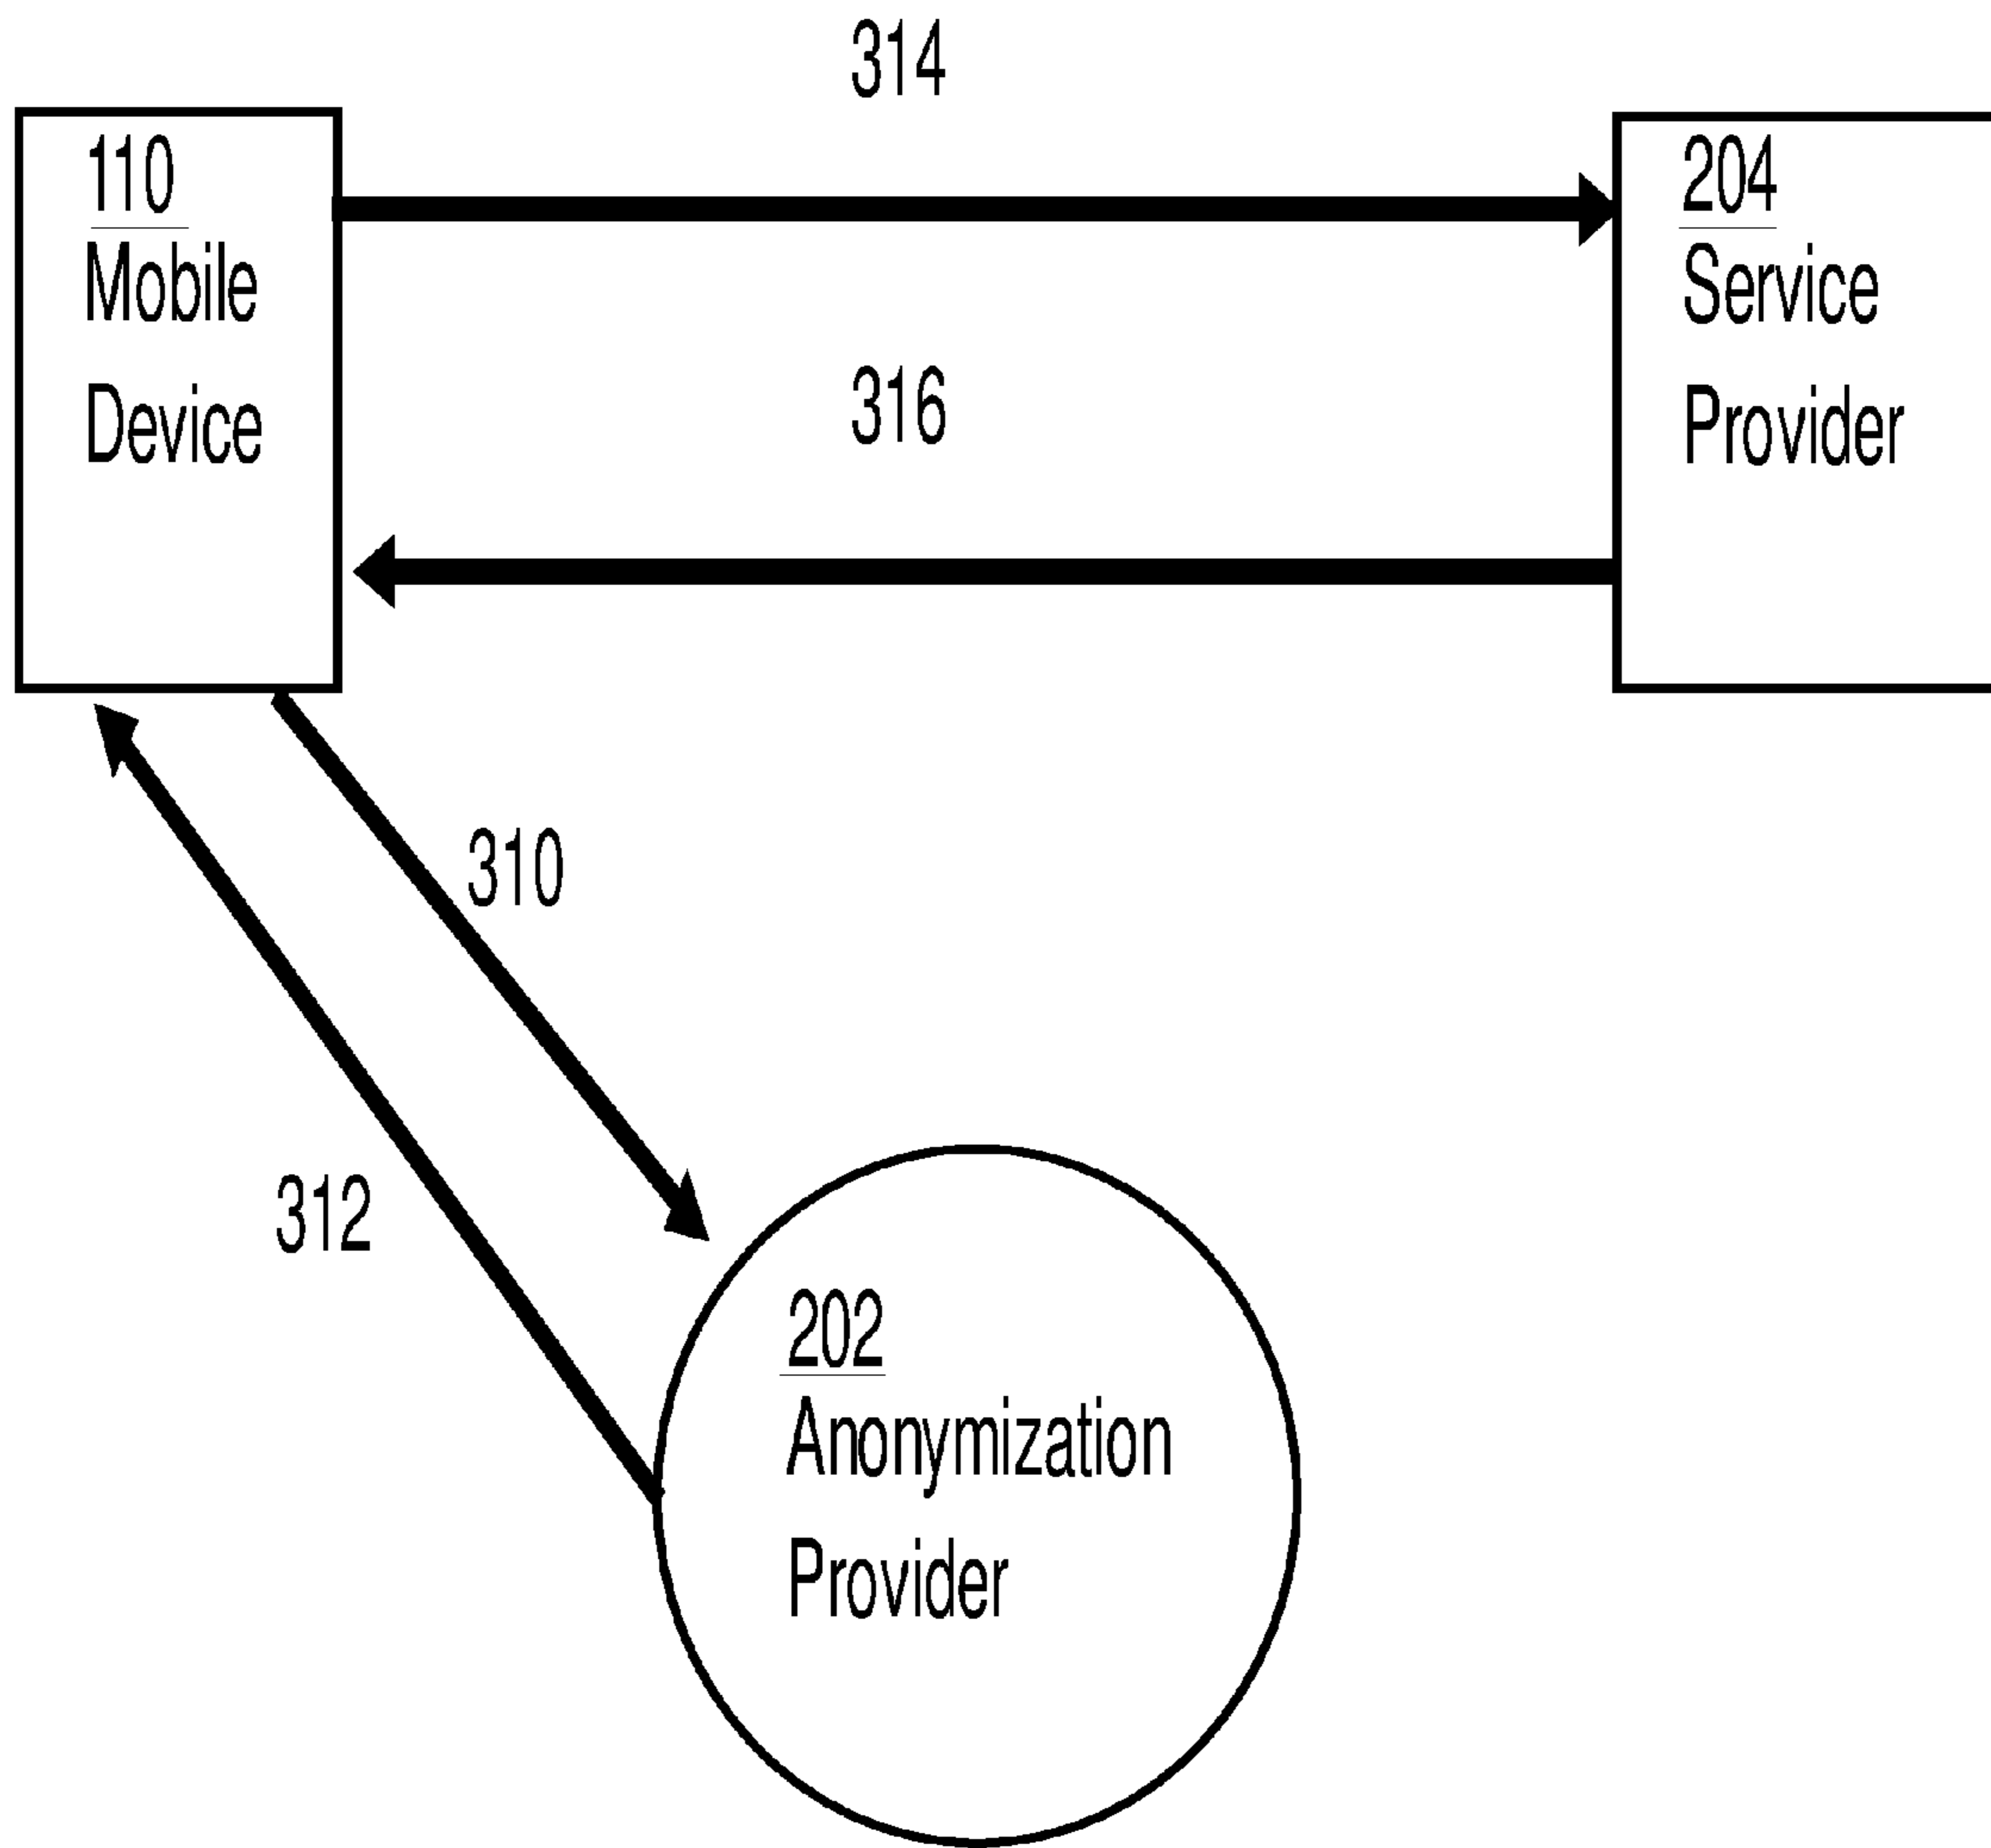 314
110
Mobile
Device
204
Service
Provider
316
310
312
202
Anonymization
Provider